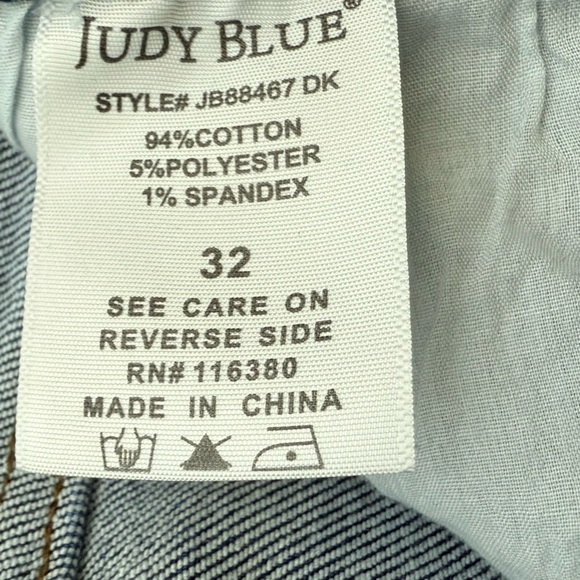 JUDY BLUE®
STYLE# JB88467 DK
94%COTTON
5%POLYESTER
1% SPANDEX
32
SEE CARE ON
REVERSE SIDE
RN# 116380
MADE IN CHINA